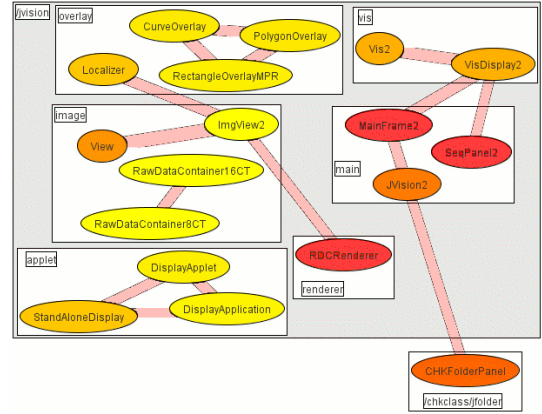 /jvision
overlay
CurveOverlay
PolygonOverlay
Localizer
RectangleOverlayMPR
vis
Vis2
VisDisplay2
image
ImgView2
View
RawDataContainer16CT
RawDataContainer8CT
MainFrame2
SeqPanel2
main
JVision2
applet
DisplayApplet
StandAloneDisplay
DisplayApplication
RDCRenderer
renderer
CHKFolderPanel
/chkclass/jfolder